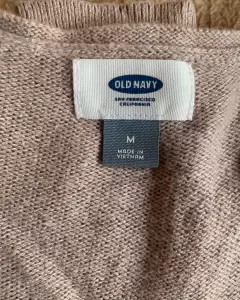 OLD NAVY
SAN FRANCISCO
CALIFORNIA
M
MADE IN
VIETNAM